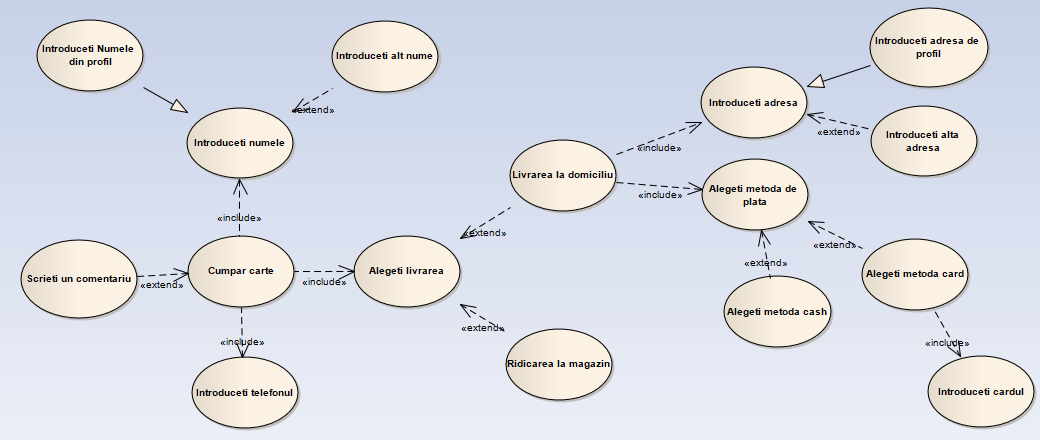 Introduceti Numele
din profil
Introduceti alt nume
«extend»
Introduceti numele
«include»
Scrieti un comentariu
«extend»
Cumpar carte
«include»
Alegeti livrarea
«include»
Introduceti telefonul
«extend»
Livrarea la domiciliu
«extend»
Ridicarea la magazin
«include»
Introduceti adresa
Introduceti adresa de
profil
«extend»
Introduceti alta
adresa
«include»
Alegeti metoda de
plata
«extend»
Alegeti metoda cash
«extend»
Alegeti metoda card
«include»
Introduceti cardul